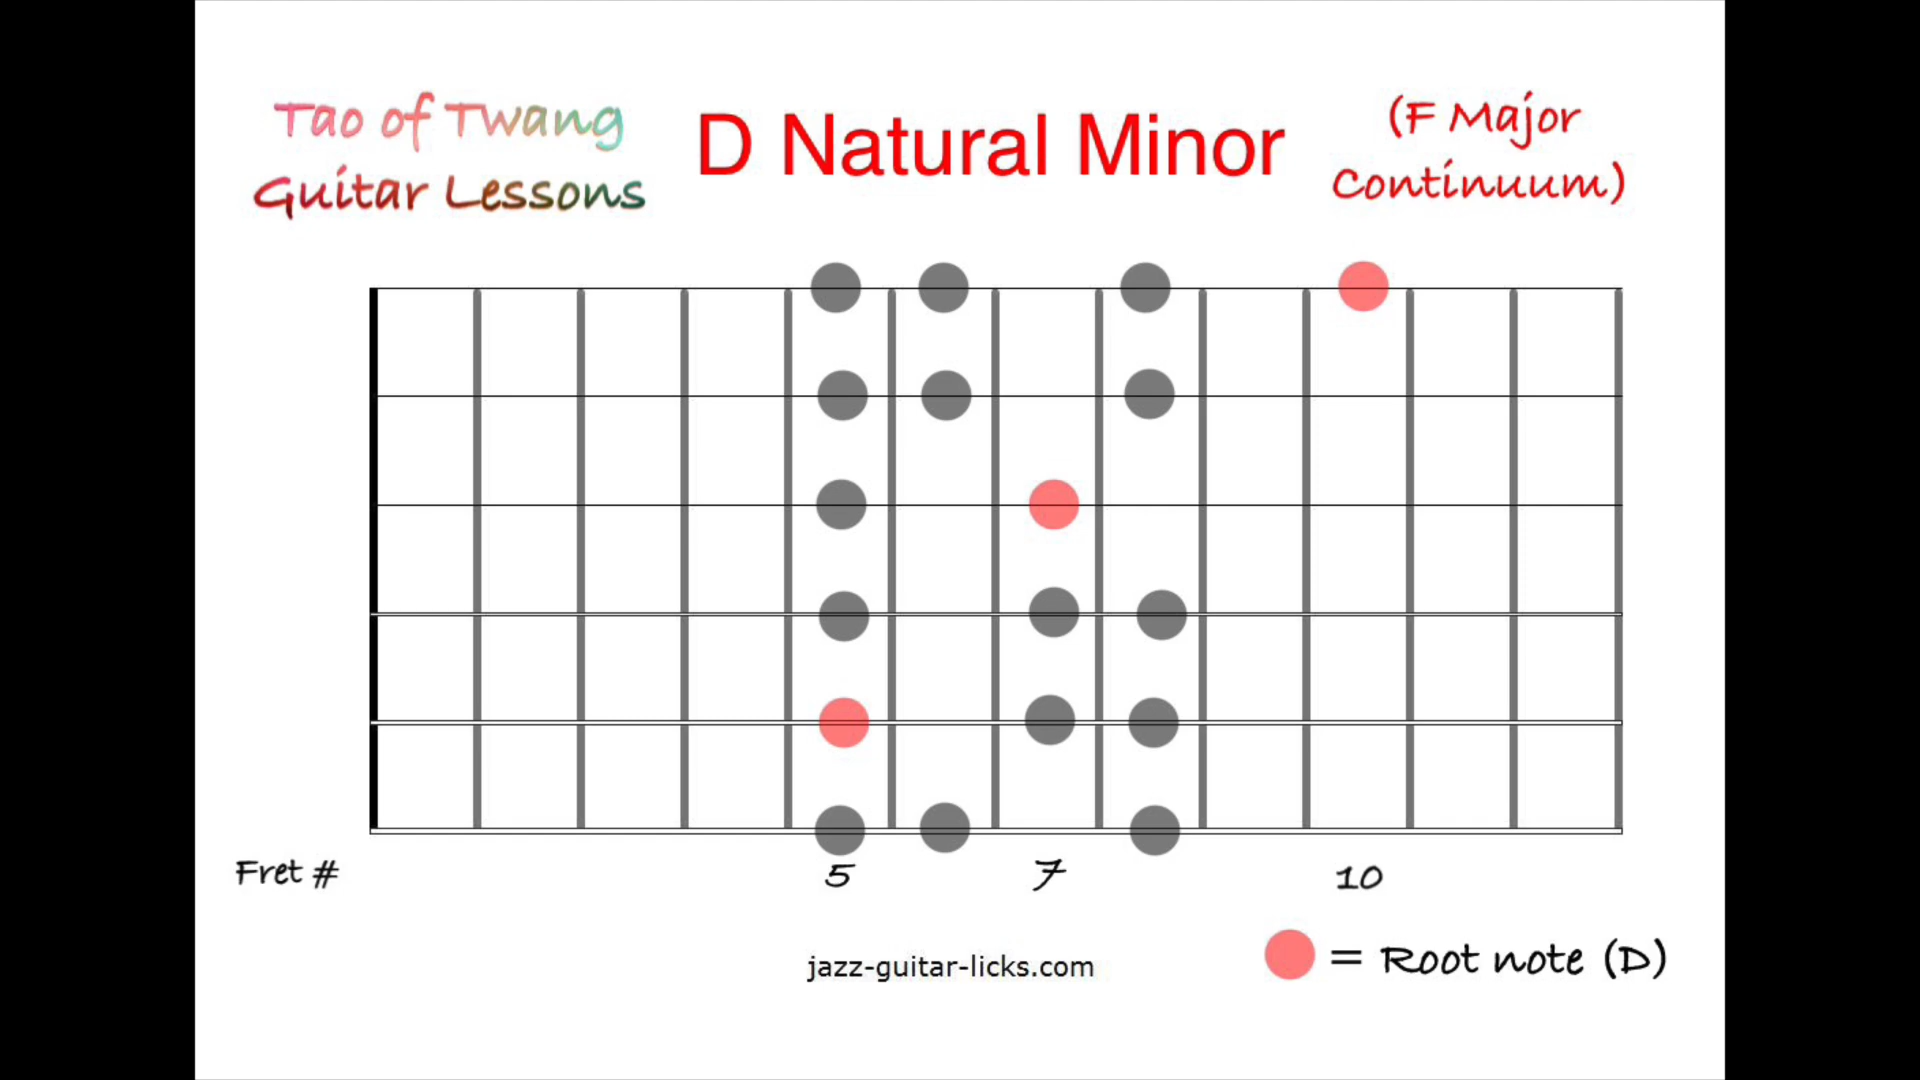 Tao of Twang
Guitar Lessons
D Natural Minor
(F Major
Continuum)
Fret # 5 7 10
jazz-guitar-licks.com
= Root note (D)